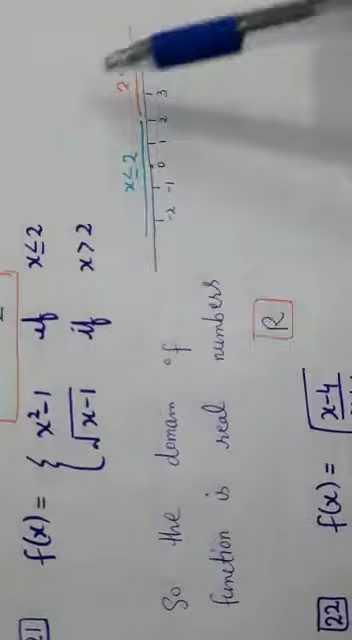 21 f(x) = { x²-1 if x≤2
√x-1 if x>2
x≤2
-2 -1 0 1 2 3
So the domain of
function is real numbers
R
22 f(x) = √x-4